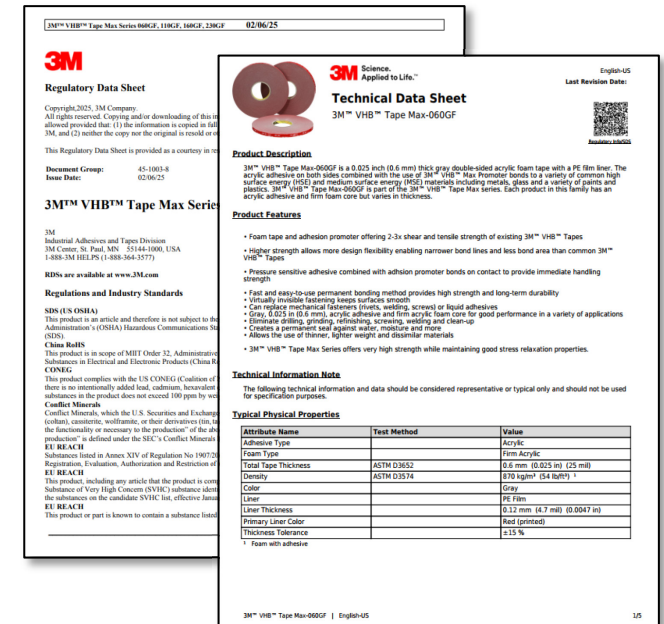 3M™ VHB™ Tape Max Series 060GF, 110GF, 160GF, 230GF 02/06/25
3M
Regulatory Data Sheet
Copyright,2025, 3M Company.
All rights reserved. Copying and/or downloading of this in
allowed provided that: (1) the information is copied in full
3M, and (2) neither the copy nor the original is resold or o
This Regulatory Data Sheet is provided as a courtesy in res
Document Group: 45-1003-8
Issue Date: 02/06/25
3M™ VHB™ Tape Max Serie
3M
Industrial Adhesives and Tapes Division
3M Center, St. Paul, MN 55144-1000, USA
1-888-3M HELPS (1-888-364-3577)
RDSs are available at www.3M.com
Regulations and Industry Standards
SDS (US OSHA)
This product is an article and therefore is not subject to the
Administration's (OSHA) Hazardous Communications Sta
(SDS).
China RoHS
This product is in scope of MIIT Order 32, Administrative
Substances in Electrical and Electronic Products (China Ro
CONEG
This product complies with the US CONEG (Coalition of
there is no intentionally added lead, cadmium, hexavalent
substances in the product does not exceed 100 ppm by wei
Conflict Minerals
Conflict Minerals, which the U.S. Securities and Exchange
(coltan), cassiterite, wolframite, or their derivatives (tin, ta
the functionality or necessary to the production" of the abo
production" is defined under the SEC's Conflict Minerals
EU REACH
Substances listed in Annex XIV of Regulation No 1907/20
Registration, Evaluation, Authorization and Restriction of
EU REACH
This product, including any article that the product is comp
Substance of Very High Concern (SVHC) substance ident
the substances on the candidate SVHC list, effective Janua
EU REACH
This product or part is known to contain a substance listed
3M Science.
Applied to Life.™
English-US
Last Revision Date:
Technical Data Sheet
3M™ VHB™ Tape Max-060GF
Regulatory Info/SDS
Product Description
3M™ VHB™ Tape Max-060GF is a 0.025 inch (0.6 mm) thick gray double-sided acrylic foam tape with a PE film liner. The
acrylic adhesive on both sides combined with the use of 3M™ VHB™ Max Promoter bonds to a variety of common high
surface energy (HSE) and medium surface energy (MSE) materials including metals, glass and a variety of paints and
plastics. 3M™ VHB™ Tape Max-060GF is part of the 3M™ VHB™ Tape Max series. Each product in this family has an
acrylic adhesive and firm foam core but varies in thickness.
Product Features
• Foam tape and adhesion promoter offering 2-3x shear and tensile strength of existing 3M™ VHB™ Tapes
• Higher strength allows more design flexibility enabling narrower bond lines and less bond area than common 3M™
VHB™ Tapes
• Pressure sensitive adhesive combined with adhsion promoter bonds on contact to provide immediate handling
strength
• Fast and easy-to-use permanent bonding method provides high strength and long-term durability
• Virtually invisible fastening keeps surfaces smooth
• Can replace mechanical fasteners (rivets, welding, screws) or liquid adhesives
• Gray, 0.025 in (0.6 mm), acrylic adhesive and firm acrylic foam core for good performance in a variety of applications
• Eliminate drilling, grinding, refinishing, screwing, welding and clean-up
• Creates a permanent seal against water, moisture and more
• Allows the use of thinner, lighter weight and dissimilar materials
• 3M™ VHB™ Tape Max Series offers very high strength while maintaining good stress relaxation properties.
Technical Information Note
The following technical information and data should be considered representative or typical only and should not be used
for specification purposes.
Typical Physical Properties
Attribute Name Test Method Value
Adhesive Type Acrylic
Foam Type Firm Acrylic
Total Tape Thickness ASTM D3652 0.6 mm (0.025 in) (25 mil)
Density ASTM D3574 870 kg/m³ (54 lb/ft³) ¹
Color Gray
Liner PE Film
Liner Thickness 0.12 mm (4.7 mil) (0.0047 in)
Primary Liner Color Red (printed)
Thickness Tolerance ±15 %
¹ Foam with adhesive
3M™ VHB™ Tape Max-060GF | English-US 1/5